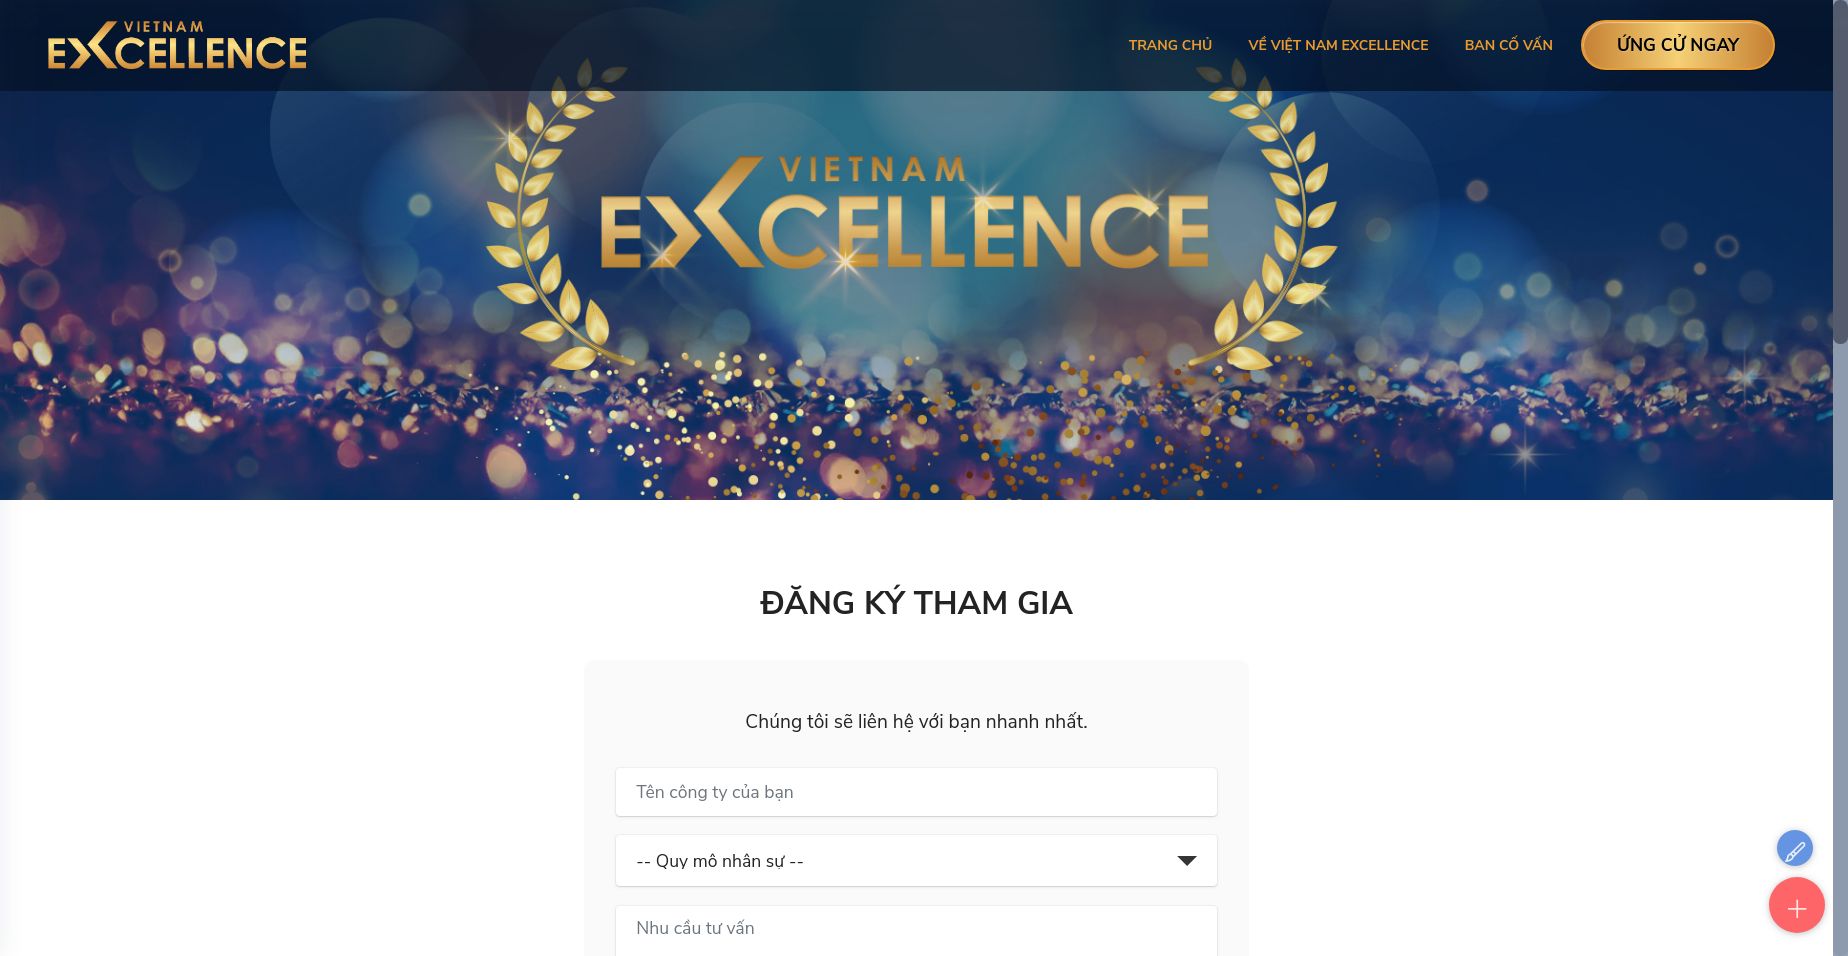 VIETNAM
EXCELLENCE
TRANG CHỦ
VỀ VIỆT NAM EXCELLENCE
BAN CỐ VẤN
ỨNG CỬ NGAY
VIETNAM
EXCELLENCE
ĐĂNG KÝ THAM GIA
Chúng tôi sẽ liên hệ với bạn nhanh nhất.
Tên công ty của bạn
-- Quy mô nhân sự --
Nhu cầu tư vấn